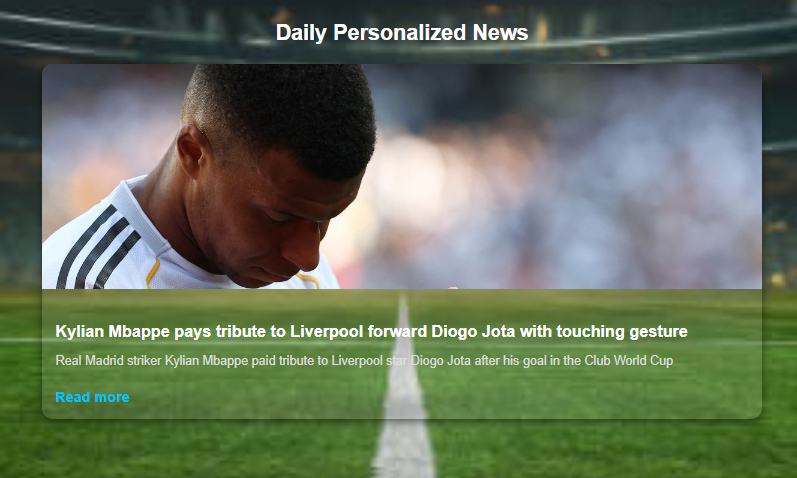 Daily Personalized News
Kylian Mbappe pays tribute to Liverpool forward Diogo Jota with touching gesture
Real Madrid striker Kylian Mbappe paid tribute to Liverpool star Diogo Jota after his goal in the Club World Cup
Read more